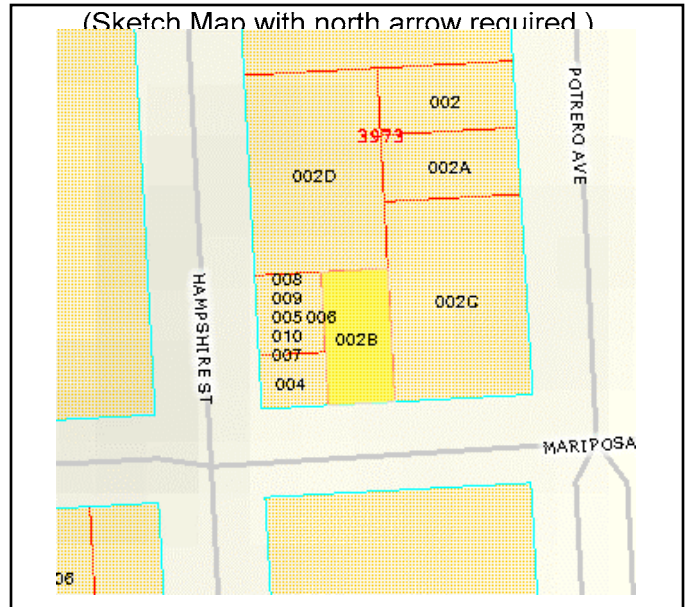 (Sketch Map with north arrow required.)
POTRERO AVE
002
3973
002A
002D
HAMPSHIRE ST
008
009
005 006
010
007
002B
002C
004
MARIPOSA
06